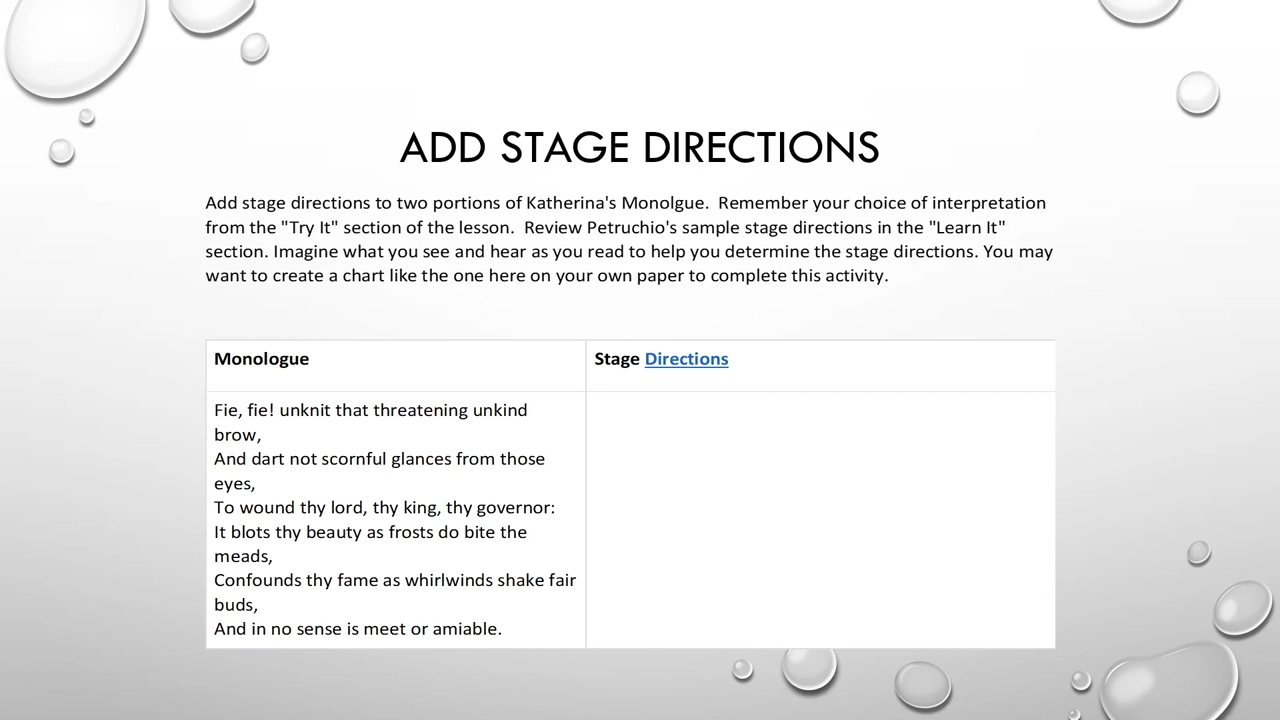 ADD STAGE DIRECTIONS
Add stage directions to two portions of Katherina's Monolgue.  Remember your choice of interpretation
from the "Try It" section of the lesson.  Review Petruchio's sample stage directions in the "Learn It"
section. Imagine what you see and hear as you read to help you determine the stage directions. You may
want to create a chart like the one here on your own paper to complete this activity.
Monologue
Stage Directions
Fie, fie! unknit that threatening unkind
brow,
And dart not scornful glances from those
eyes,
To wound thy lord, thy king, thy governor:
It blots thy beauty as frosts do bite the
meads,
Confounds thy fame as whirlwinds shake fair
buds,
And in no sense is meet or amiable.